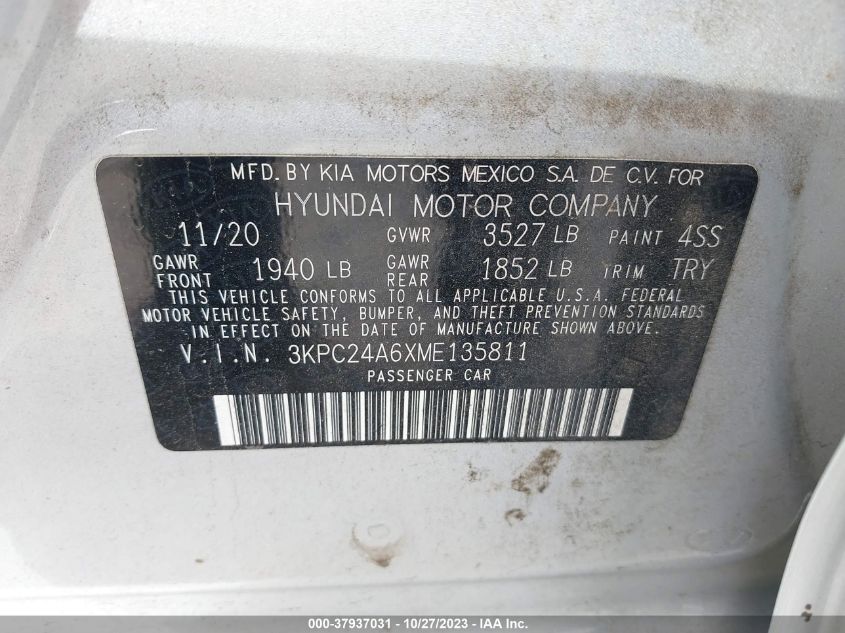 MFD. BY KIA MOTORS MEXICO S.A. DE C.V. FOR
HYUNDAI MOTOR COMPANY
11/20 GVWR 3527 LB PAINT 4SS
GAWR FRONT 1940 LB GAWR REAR 1852 LB TRIM TRY
THIS VEHICLE CONFORMS TO ALL APPLICABLE U.S.A. FEDERAL
MOTOR VEHICLE SAFETY, BUMPER, AND THEFT PREVENTION STANDARDS
IN EFFECT ON THE DATE OF MANUFACTURE SHOWN ABOVE.
V.I.N. 3KPC24A6XME135811
PASSENGER CAR
000-37937031 - 10/27/2023 - IAA Inc.